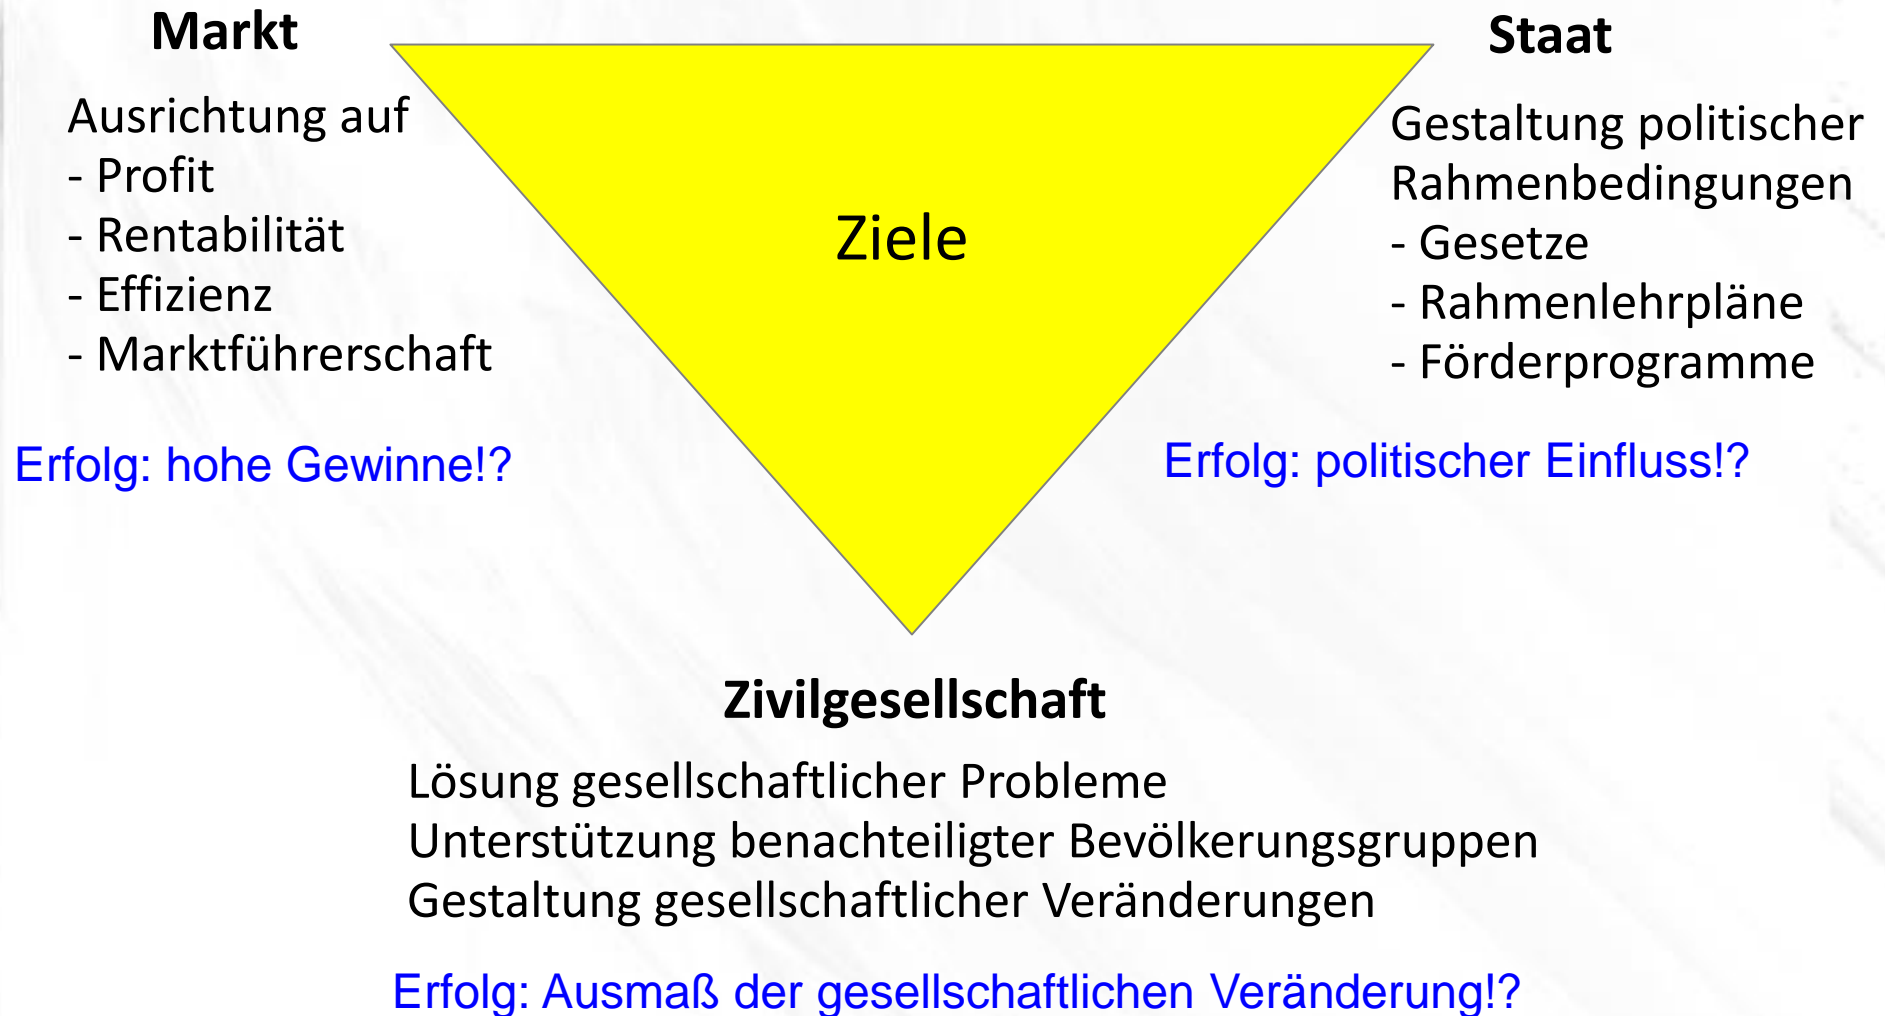 Markt
Ausrichtung auf
- Profit
- Rentabilität
- Effizienz
- Marktführerschaft
Erfolg: hohe Gewinne!?
Ziele
Staat
Gestaltung politischer
Rahmenbedingungen
- Gesetze
- Rahmenlehrpläne
- Förderprogramme
Erfolg: politischer Einfluss!?
Zivilgesellschaft
Lösung gesellschaftlicher Probleme
Unterstützung benachteiligter Bevölkerungsgruppen
Gestaltung gesellschaftlicher Veränderungen
Erfolg: Ausmaß der gesellschaftlichen Veränderung!?